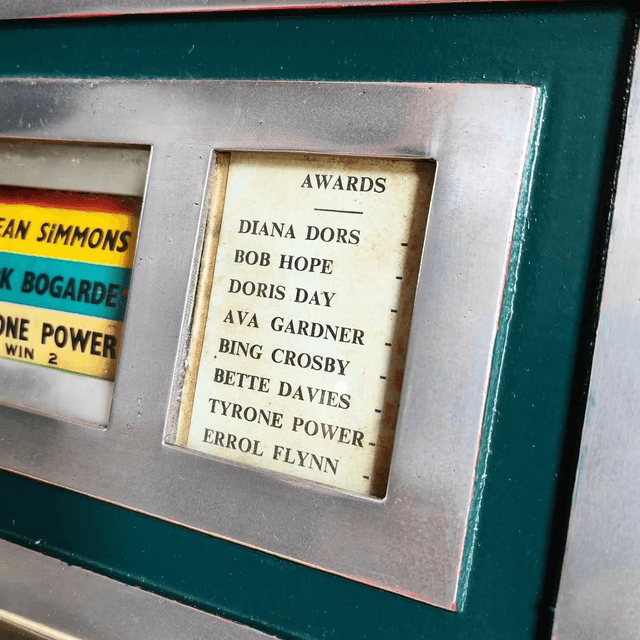 EAN SIMMONS
K BOGARDE
ONE POWER
WIN 2
AWARDS
DIANA DORS -
BOB HOPE -
DORIS DAY -
AVA GARDNER -
BING CROSBY -
BETTE DAVIES -
TYRONE POWER -
ERROL FLYNN -